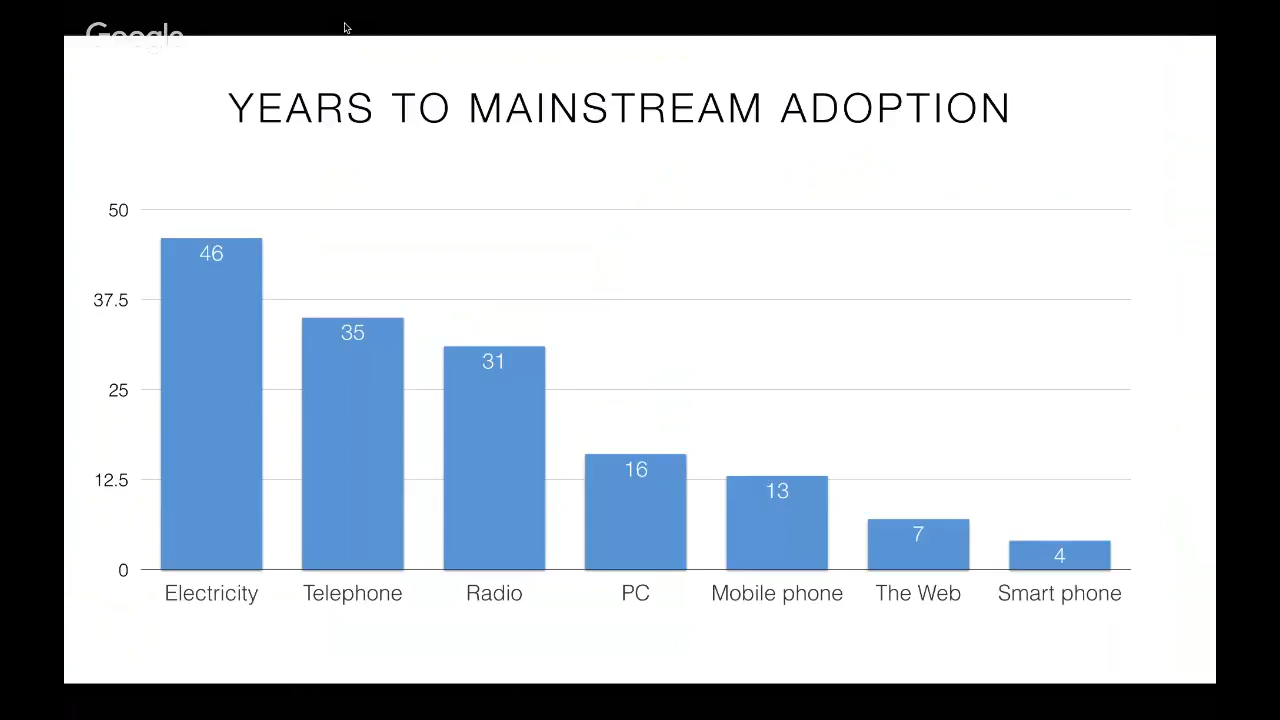 Google
YEARS TO MAINSTREAM ADOPTION
50
37.5
25
12.5
0
46
35
31
16
13
7
4
Electricity
Telephone
Radio
PC
Mobile phone
The Web
Smart phone